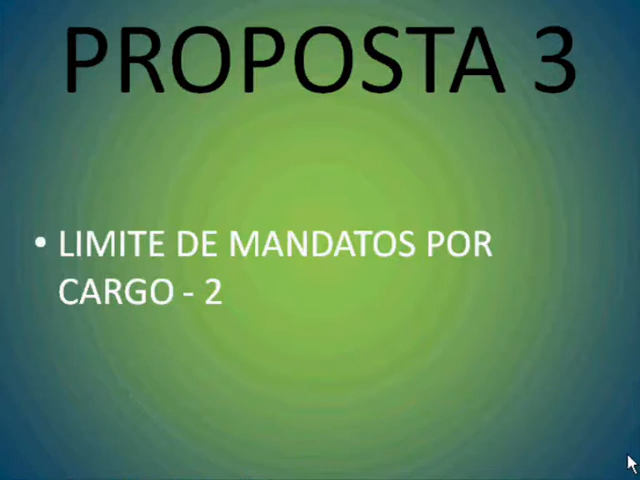 PROPOSTA 3
• LIMITE DE MANDATOS POR
CARGO - 2